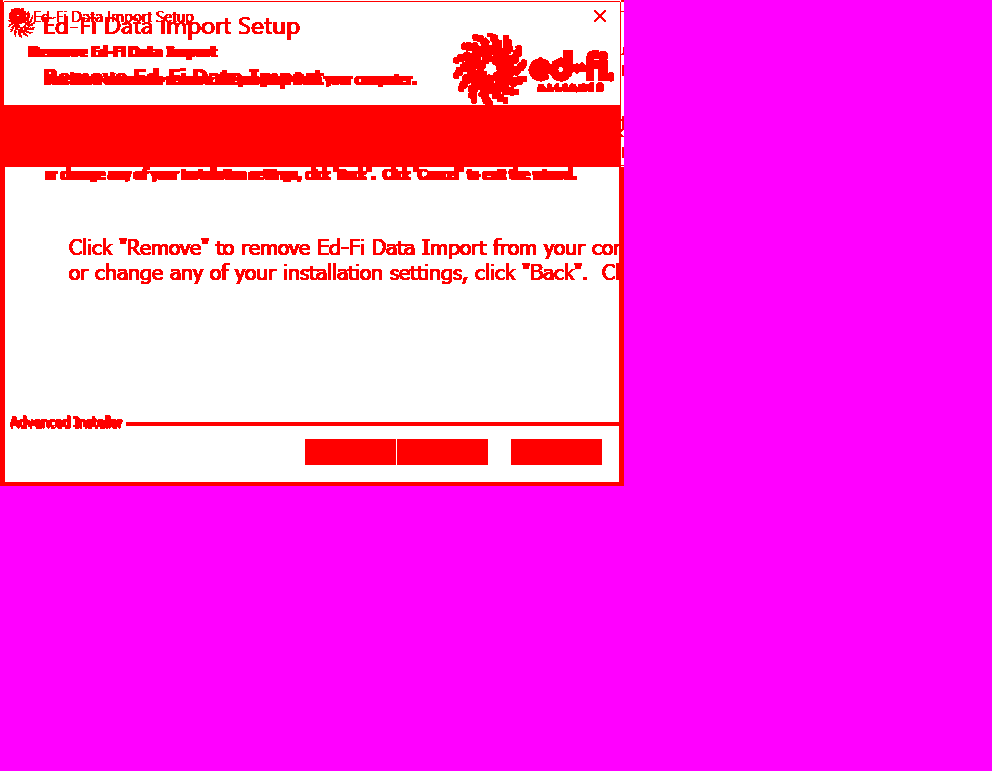 Ed-Fi Data Import Setup
Ed-Fi Data Import Setup
Remove Ed-Fi Data Import
Remove Ed-Fi Data Import
your computer.
ed-fi
ALLIANCE
or change any of your installation settings, click "Back". Click "Cancel" to exit the wizard.
Click "Remove" to remove Ed-Fi Data Import from your
or change any of your installation settings, click "Back".
Advanced Installer